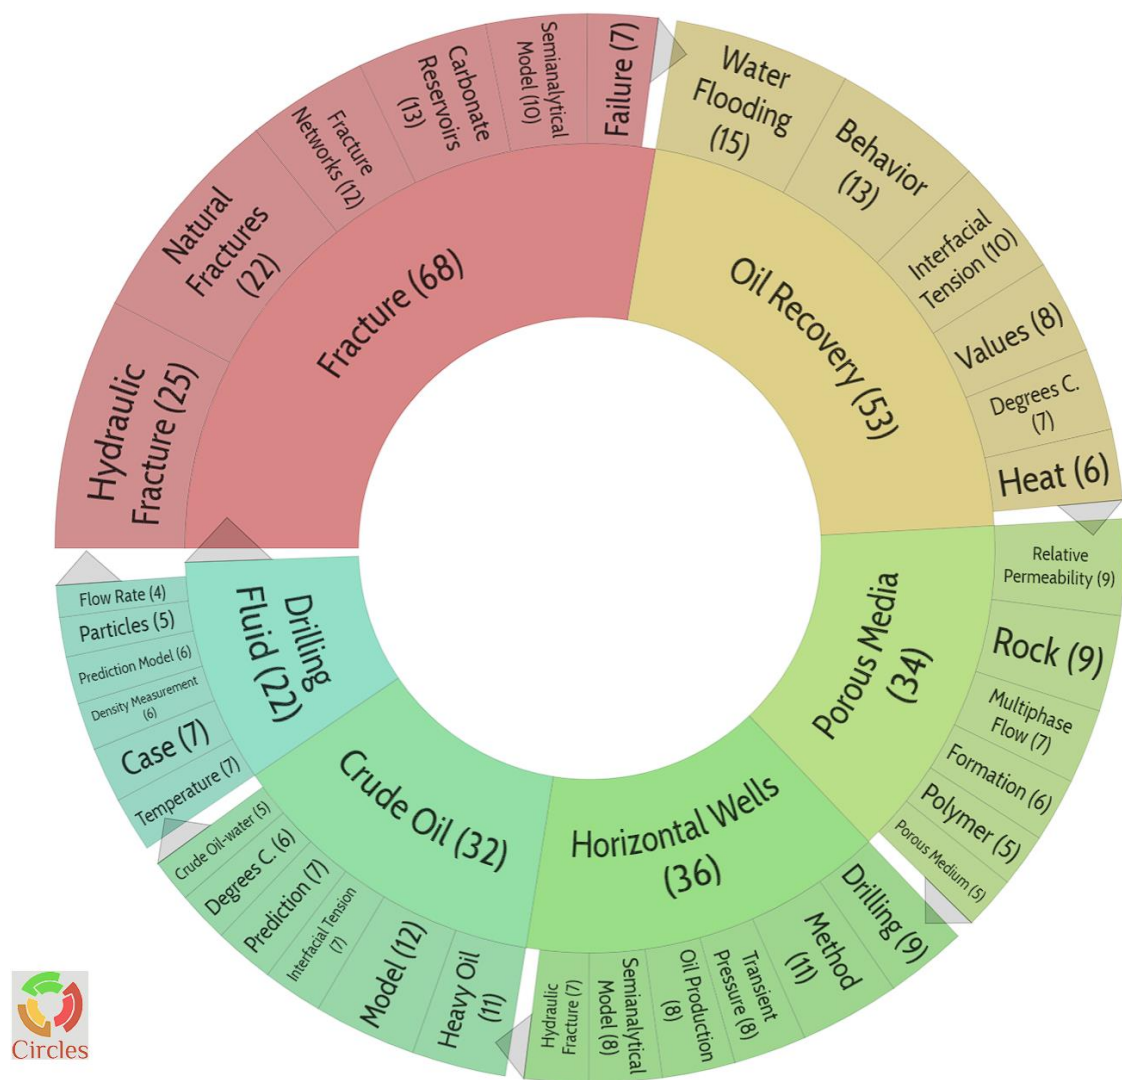 Fracture (68)
Hydraulic
Fracture (25)
Natural
Fractures
(22)
Fracture
Networks (12)
Carbonate
Reservoirs
(13)
Semianalytical
Model (10)
Failure (7)
Oil Recovery (53)
Water
Flooding
(15)
Behavior
(13)
Interfacial
Tension (10)
Values (8)
Degrees C.
(7)
Heat (6)
Porous Media
(34)
Relative
Permeability (9)
Rock (9)
Multiphase
Flow (7)
Formation (6)
Polymer (5)
Porous Medium (5)
Horizontal Wells
(36)
Drilling (9)
Method
(11)
Transient
Pressure (8)
Oil Production
(8)
Semianalytical
Model (8)
Hydraulic
Fracture (7)
Crude Oil (32)
Heavy Oil
(11)
Model (12)
Interfacial Tension
(7)
Prediction (7)
Degrees C. (6)
Crude Oil-water (5)
Drilling
Fluid (22)
Temperature (7)
Case (7)
Density Measurement
(6)
Prediction Model (6)
Particles (5)
Flow Rate (4)
Circles